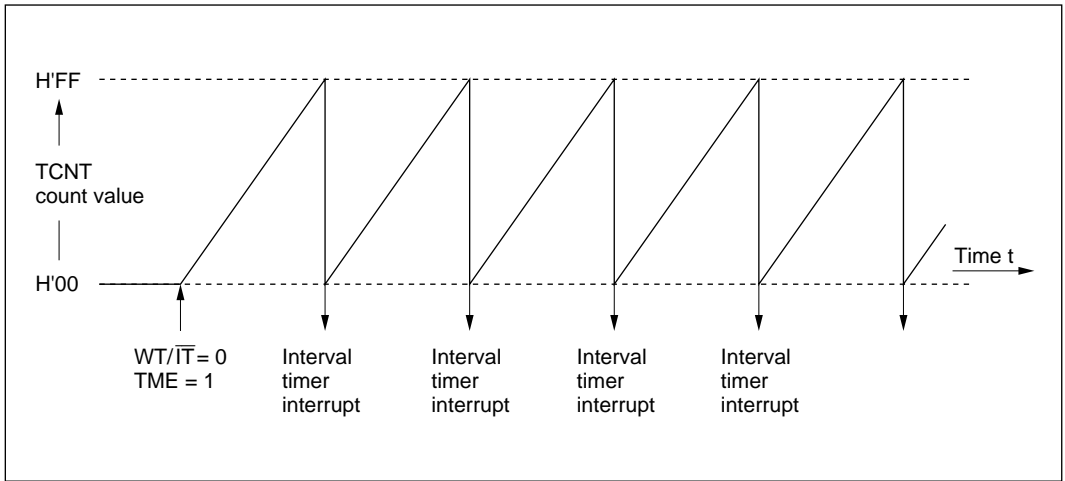 H'FF
TCNT
count value
H'00
Time t
WT/I̅T̅ = 0
TME = 1
Interval
timer
interrupt
Interval
timer
interrupt
Interval
timer
interrupt
Interval
timer
interrupt